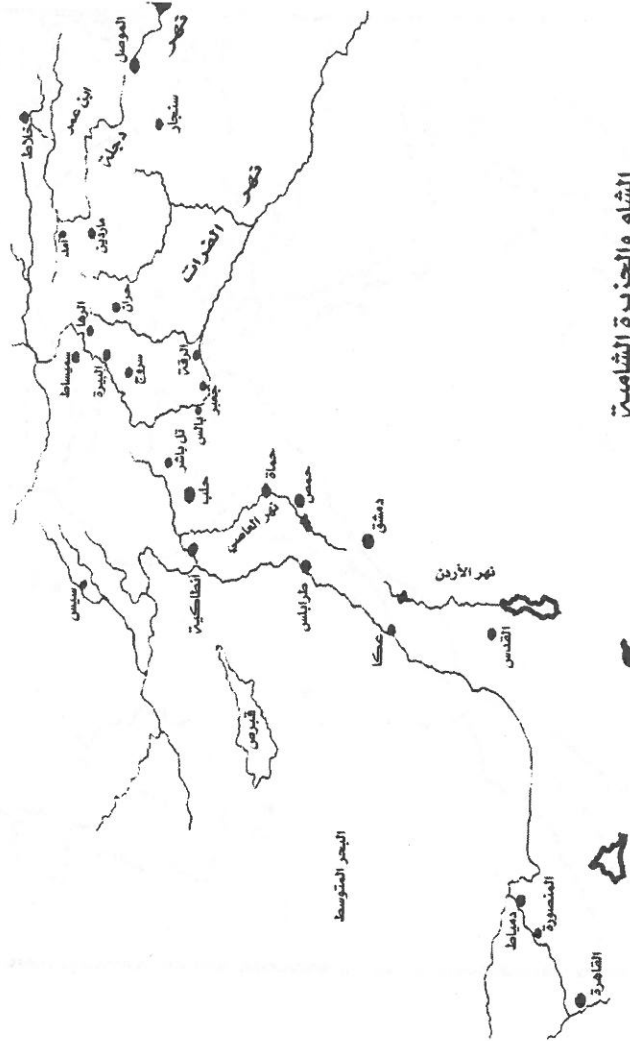 خلاط
الموصل
نهر
دجلة
ابن عمر
سنجار
آمد
ماردين
نهر
الفرات
حران
الرها
سميساط
البيرة
سروج
الرقة
جعبر
بالس
تل باشر
حلب
حماة
حمص
نهر العاصي
دمشق
سيس
أنطاكية
طرابلس
نهر الأردن
عكا
القدس
قبرص
البحر المتوسط
دمياط
المنصورة
القاهرة
الشام والجزيرة الشامية